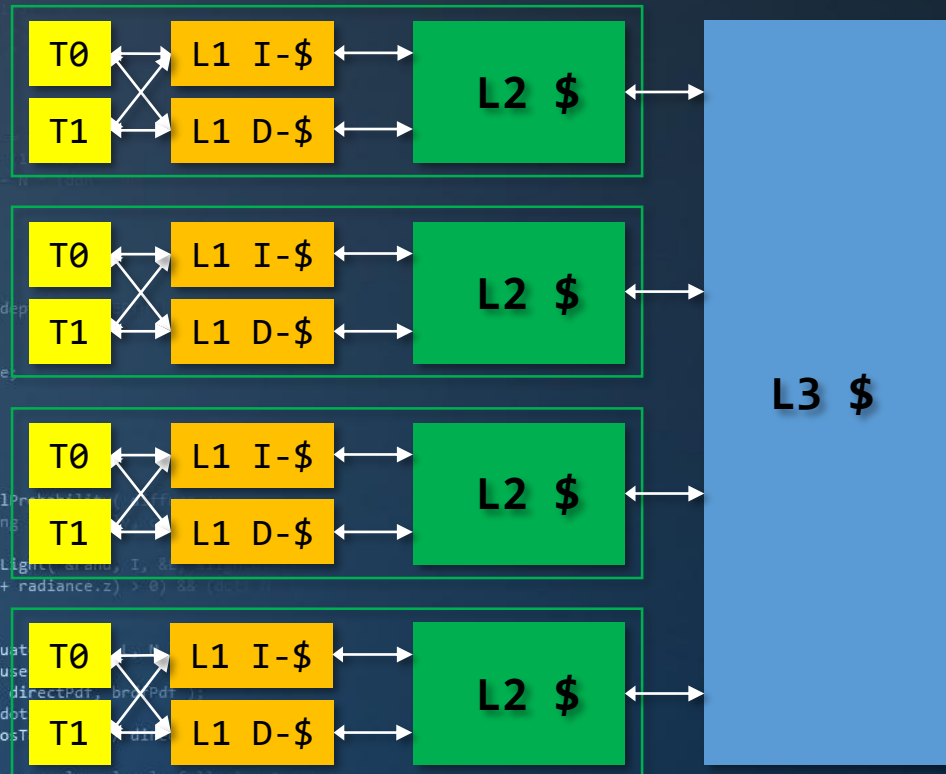 T0 L1 I-$
L2 $
T1 L1 D-$
T0 L1 I-$
L2 $
T1 L1 D-$
L3 $
T0 L1 I-$
L2 $
T1 L1 D-$
T0 L1 I-$
L2 $
T1 L1 D-$
+ radiance.z) > 0) &&
directPdf, brdfPdf );